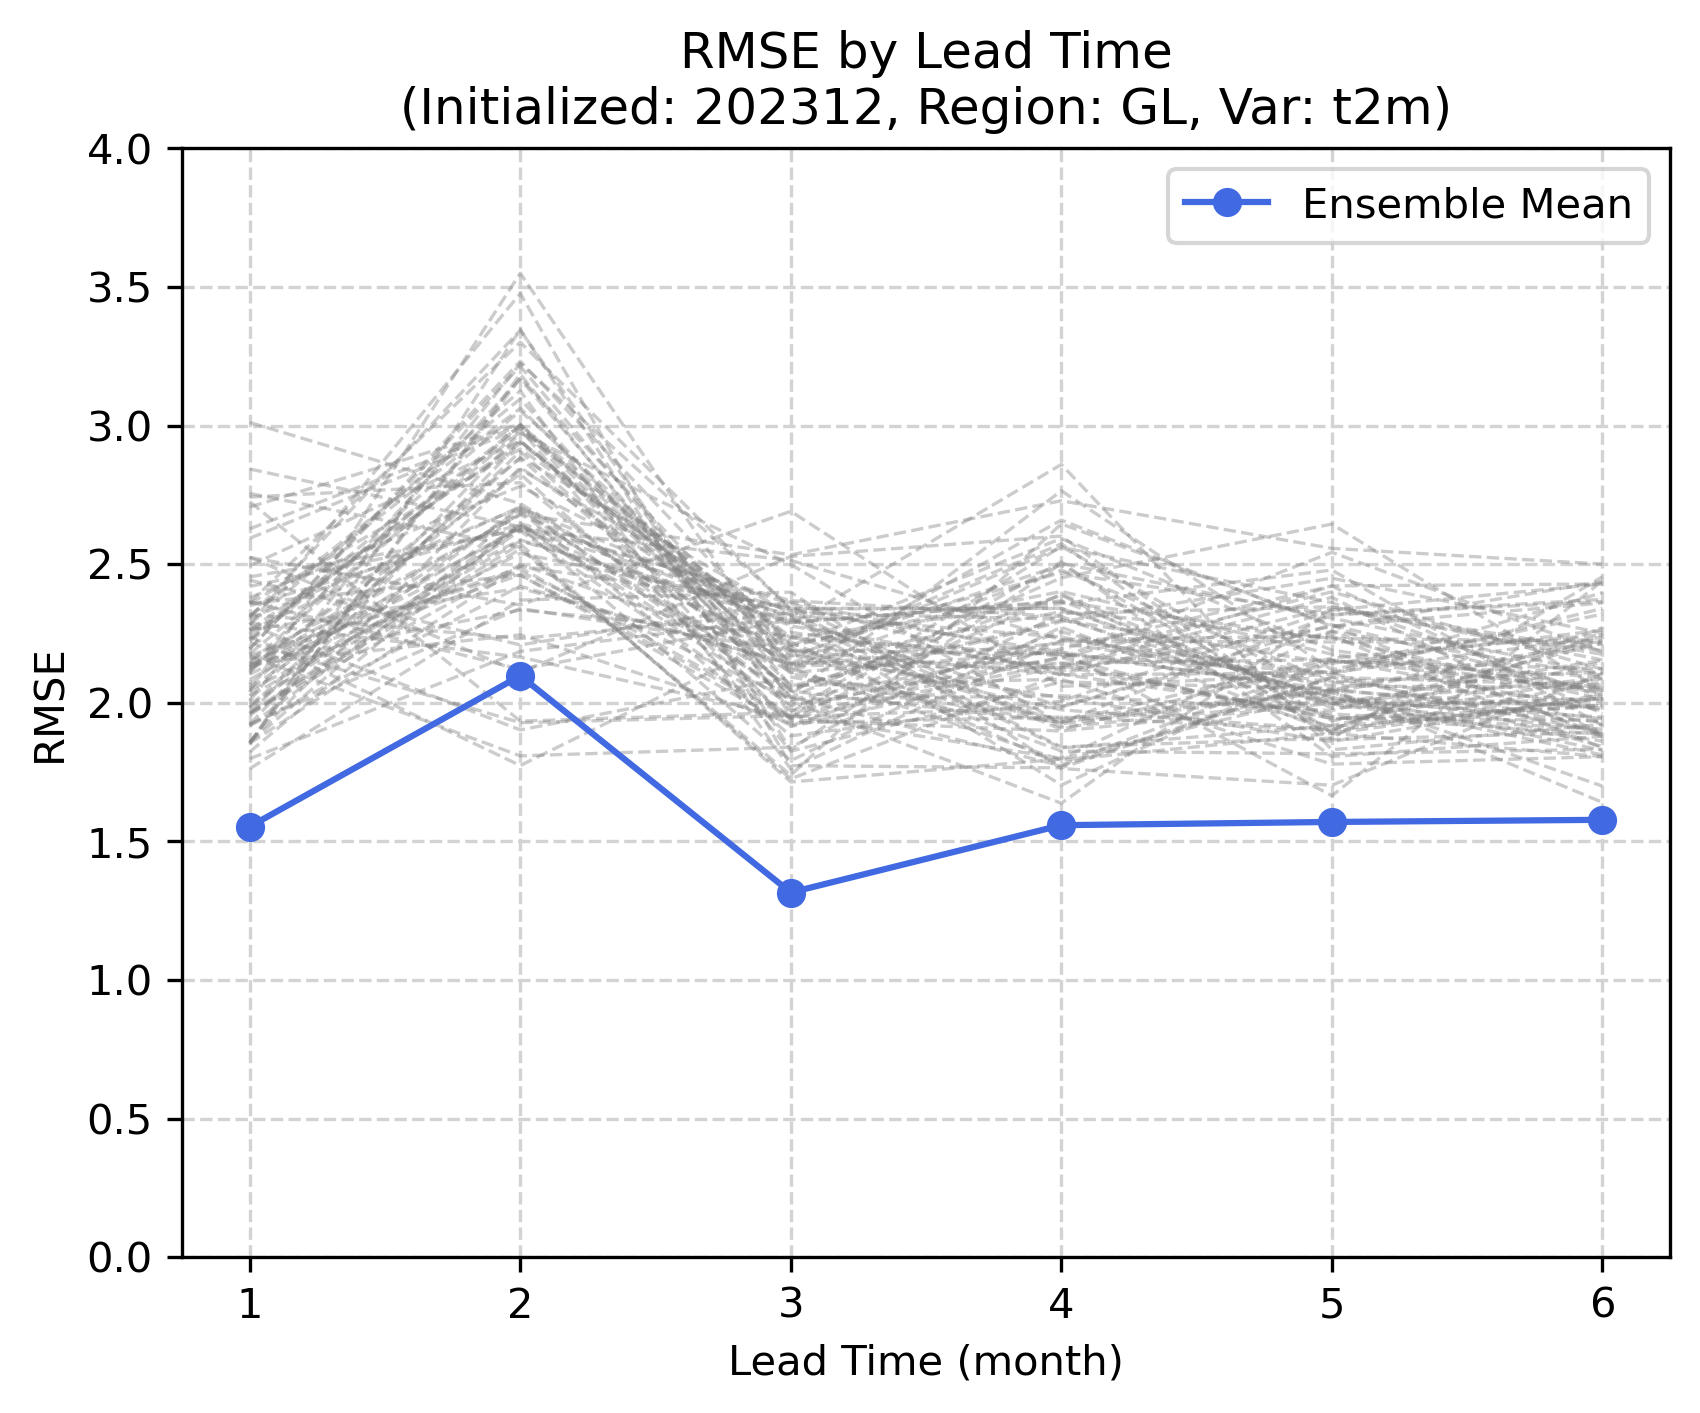 RMSE by Lead Time
(Initialized: 202312, Region: GL, Var: t2m)
Ensemble Mean
4.0
3.5
3.0
2.5
2.0
1.5
1.0
0.5
0.0
RMSE
1 2 3 4 5 6
Lead Time (month)